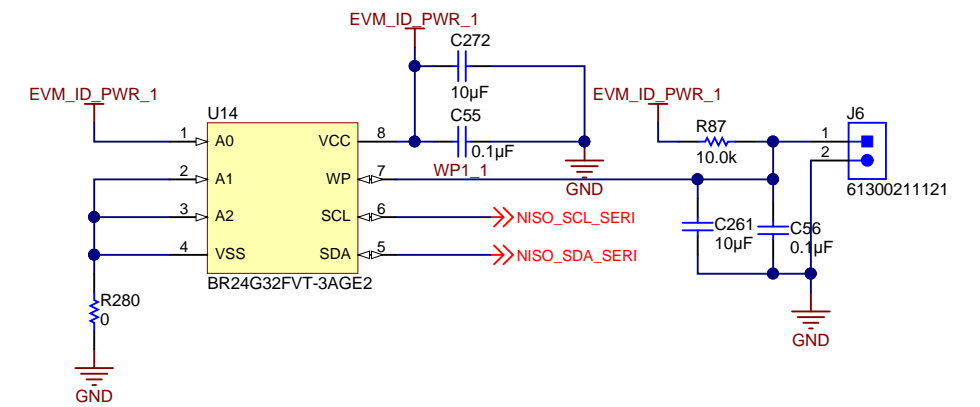 EVM_ID_PWR_1
C272
10µF
EVM_ID_PWR_1
EVM_ID_PWR_1
U14
C55
J6
R87
1
A0
VCC
8
0.1µF
10.0k
1
2
2
A1
WP
7
WP1_1
GND
61300211121
3
A2
SCL
6
NISO_SCL_SERI
C261
10µF
C56
0.1µF
4
VSS
SDA
5
NISO_SDA_SERI
BR24G32FVT-3AGE2
R280
0
GND
GND